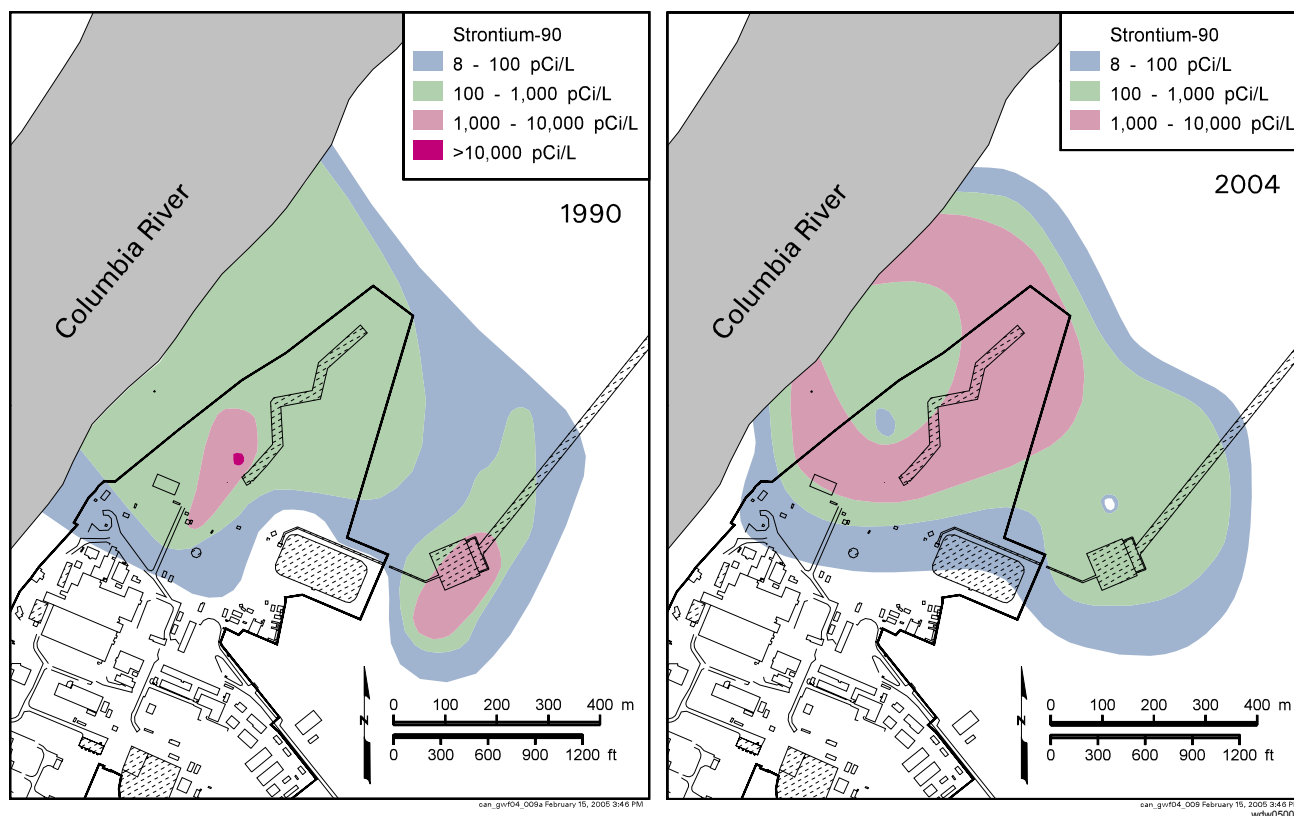 Strontium-90
8 - 100 pCi/L
100 - 1,000 pCi/L
1,000 - 10,000 pCi/L
>10,000 pCi/L
1990
Columbia River
N
0 100 200 300 400 m
0 300 600 900 1200 ft
can_gwf04_009a February 15, 2005 3:46 PM
Strontium-90
8 - 100 pCi/L
100 - 1,000 pCi/L
1,000 - 10,000 pCi/L
2004
Columbia River
N
0 100 200 300 400 m
0 300 600 900 1200 ft
can_gwf04_009 February 15, 2005 3:46 PM